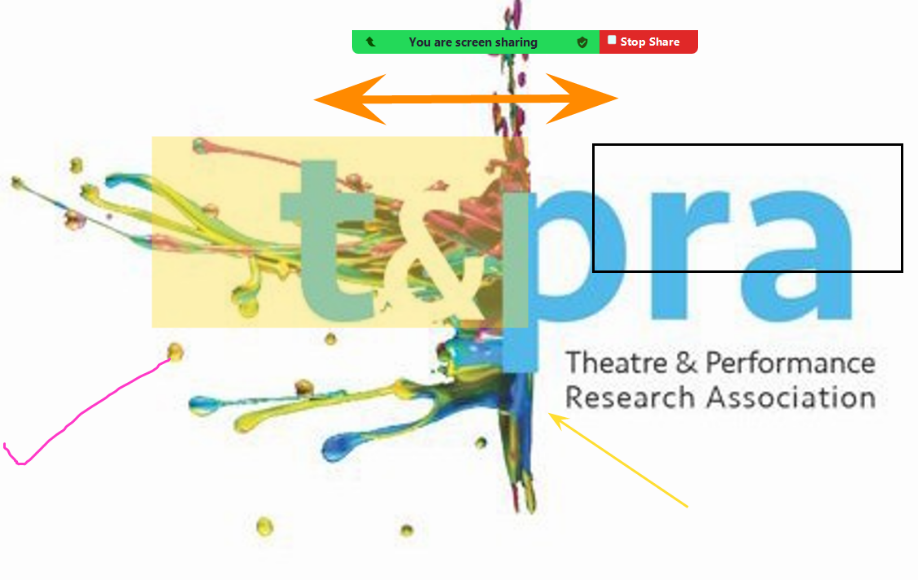 You are screen sharing Stop Share
t&pra
Theatre & Performance
Research Association